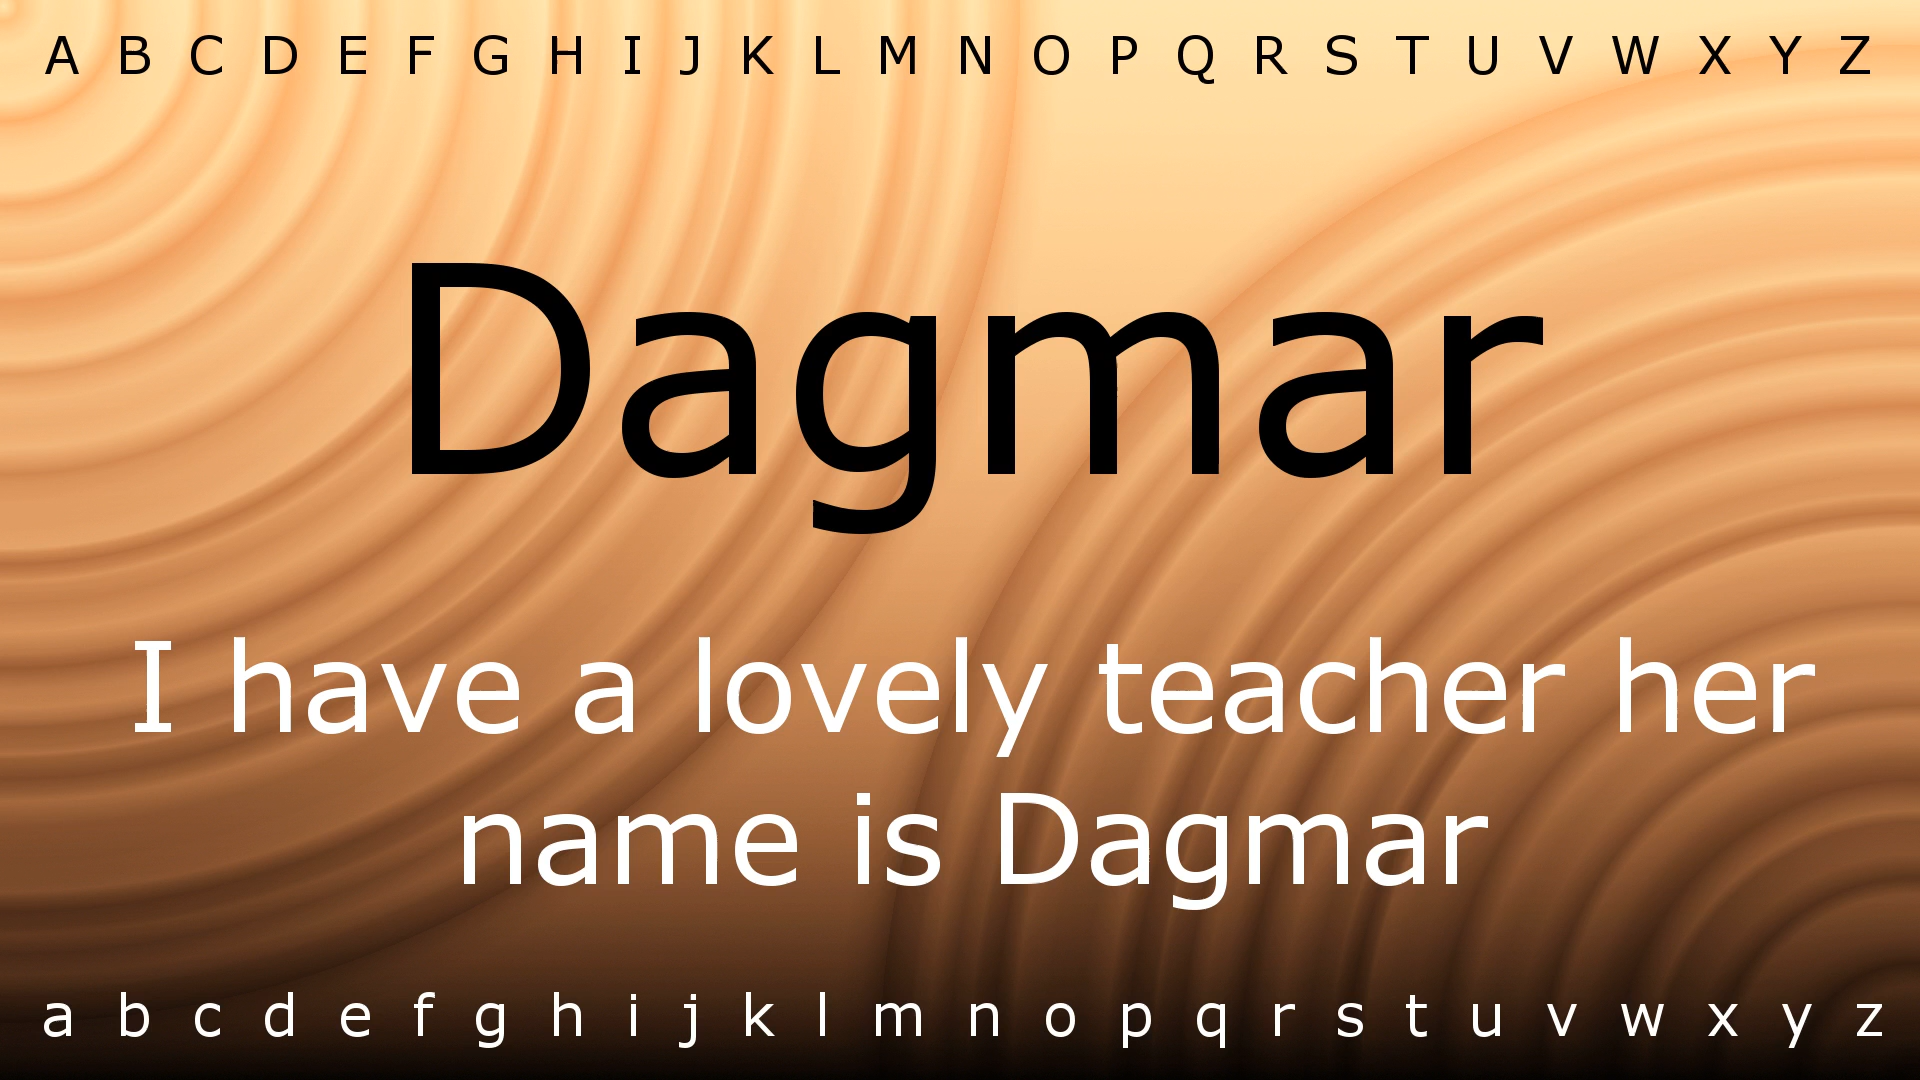 A B C D E F G H I J K L M N O P Q R S T U V W X Y Z
Dagmar
I have a lovely teacher her
name is Dagmar
a b c d e f g h i j k l m n o p q r s t u v w x y z